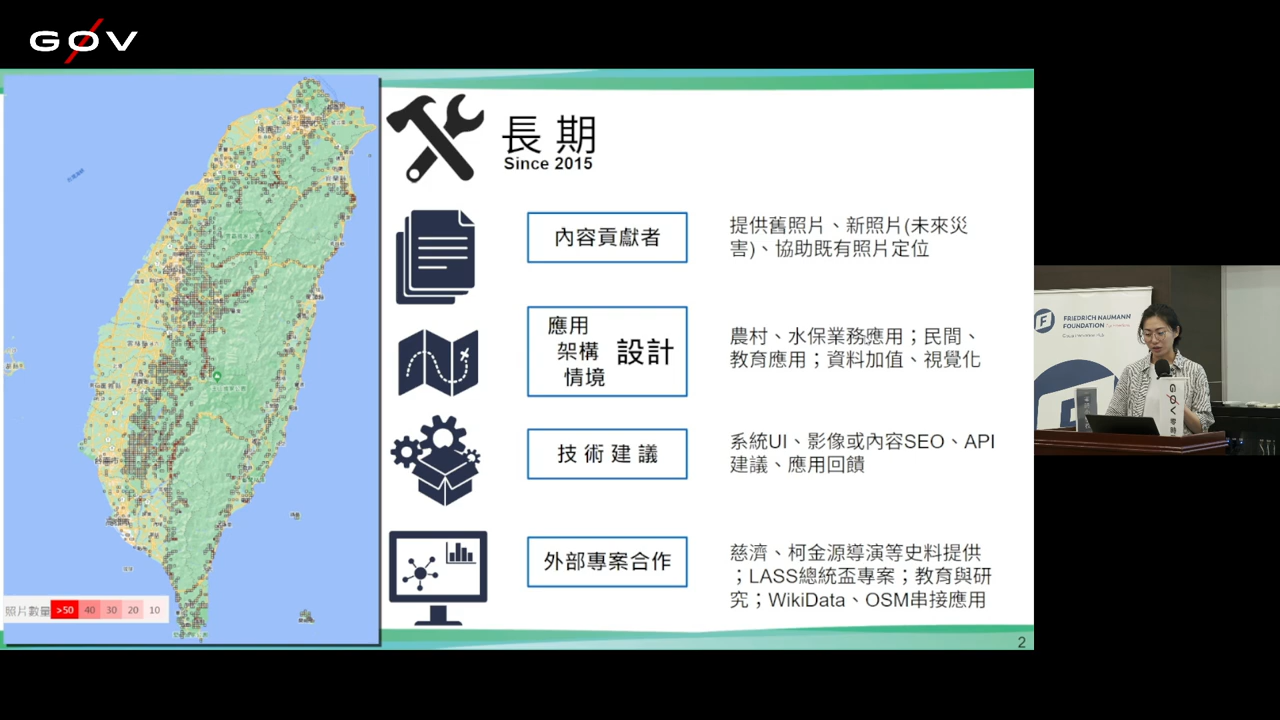 GØV
長期
Since 2015
內容貢獻者
提供舊照片、新照片(未來災
害)、協助既有照片定位
應用
架構
情境
設計
農村、水保業務應用；民間、
教育應用；資料加值、視覺化
技術建議
系統UI、影像或內容SEO、API
建議、應用回饋
外部專案合作
慈濟、柯金源導演等史料提供
；LASS總統盃專案；教育與研
究；WikiData、OSM串接應用
照片數量 >50 40 30 20 10
2
FRIEDRICH NAUMANN
FOUNDATION
GØV